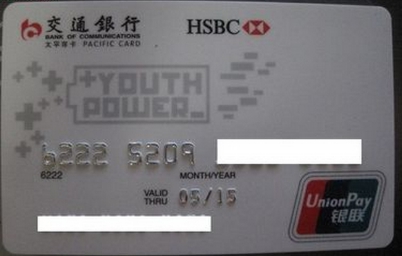 交通銀行 HSBC
BANK OF COMMUNICATIONS
太平洋卡 PACIFIC CARD
YOUTH
POWER_
6222 5209
6222 MONTH/YEAR
VALID THRU 05/15
UnionPay
银联